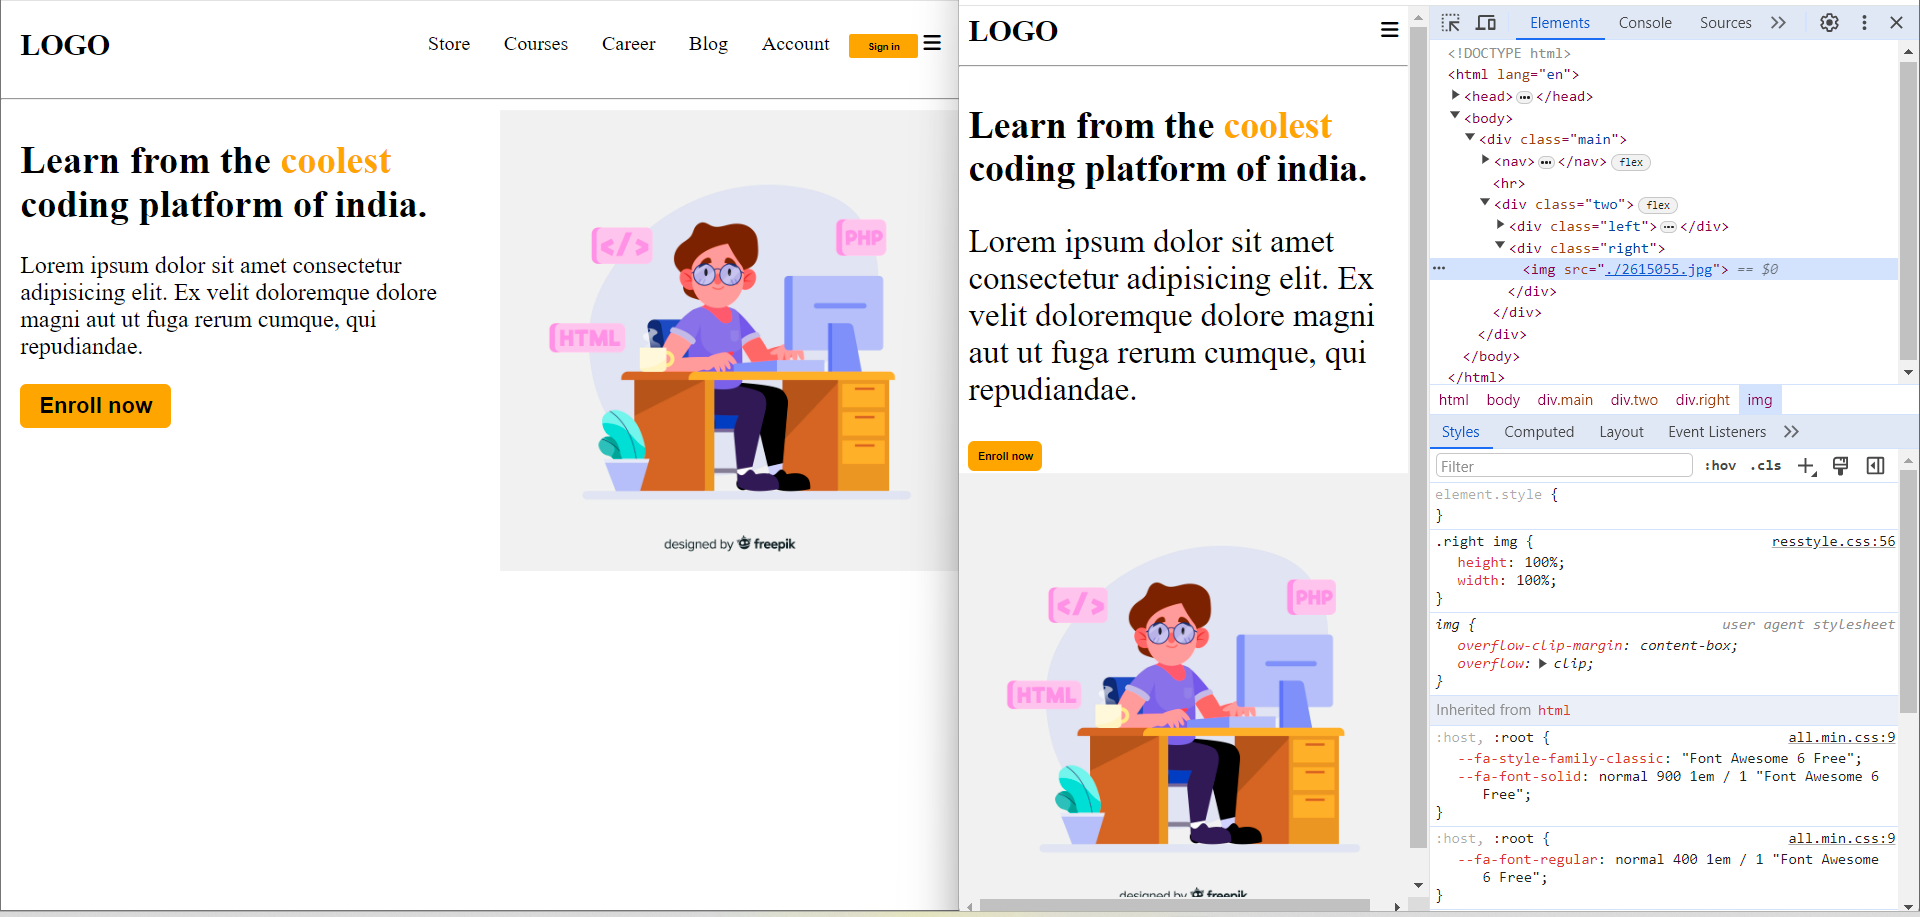 LOGO
Store Courses Career Blog Account Sign in
Learn from the coolest
coding platform of india.
Lorem ipsum dolor sit amet consectetur
adipisicing elit. Ex velit doloremque dolore
magni aut ut fuga rerum cumque, qui
repudiandae.
Enroll now
</>
PHP
HTML
designed by freepik
LOGO
Learn from the coolest
coding platform of india.
Lorem ipsum dolor sit amet
consectetur adipisicing elit. Ex
velit doloremque dolore magni
aut ut fuga rerum cumque, qui
repudiandae.
Enroll now
</>
PHP
HTML
designed by freepik
Elements Console Sources
<!DOCTYPE html>
<html lang="en">
<head> ••• </head>
<body>
<div class="main">
<nav> ••• </nav> flex
<hr>
<div class="two"> flex
<div class="left"> ••• </div>
<div class="right">
••• <img src="./2615055.jpg"> == $0
</div>
</div>
</div>
</body>
</html>
html body div.main div.two div.right img
Styles Computed Layout Event Listeners
Filter :hov .cls
element.style {
}
.right img { resstyle.css:56
height: 100%;
width: 100%;
}
img { user agent stylesheet
overflow-clip-margin: content-box;
overflow: clip;
}
Inherited from html
:host, :root { all.min.css:9
--fa-style-family-classic: "Font Awesome 6 Free";
--fa-font-solid: normal 900 1em / 1 "Font Awesome 6
Free";
}
:host, :root { all.min.css:9
--fa-font-regular: normal 400 1em / 1 "Font Awesome
6 Free";
}